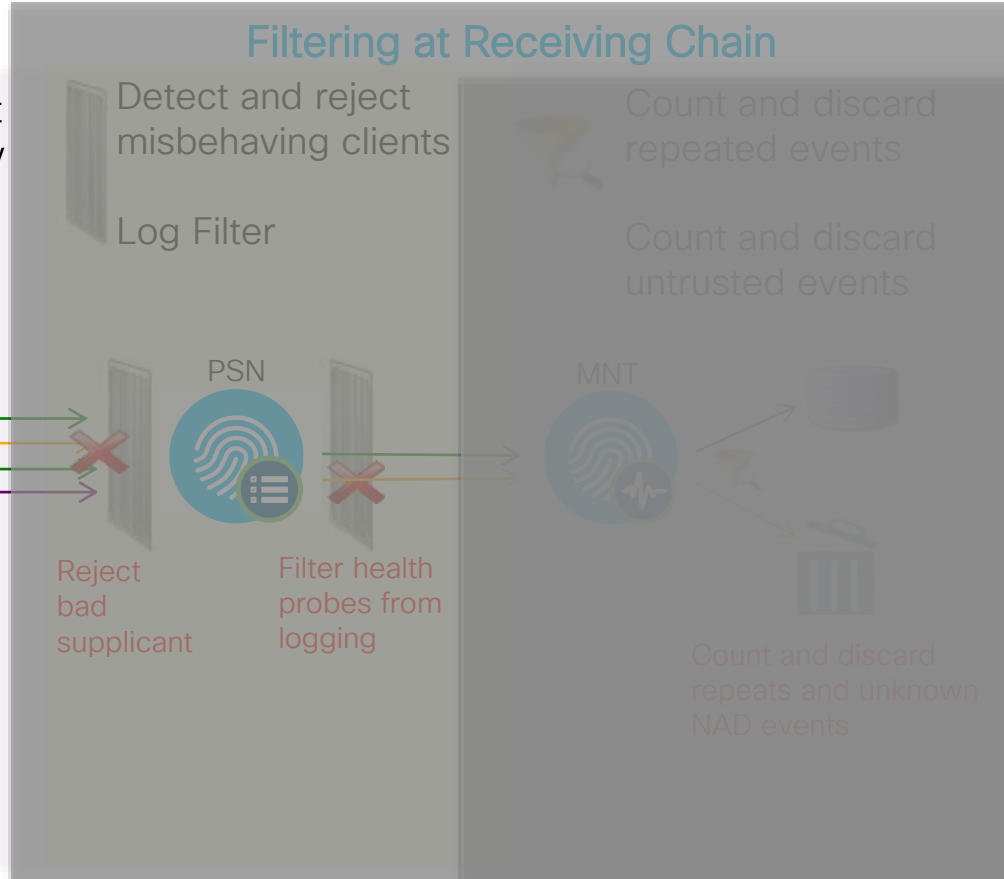 Filtering at Receiving Chain
Detect and reject
misbehaving clients
Log Filter
Count and discard
repeated events
Count and discard
untrusted events
PSN
MNT
Reject
bad
supplicant
Filter health
probes from
logging
Count and discard
repeats and unknown
NAD events